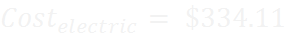 Cost_electric = $334.11